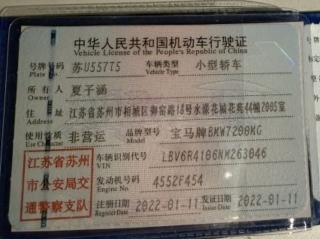 中华人民共和国机动车行驶证
Vehicle License of the People's Republic of China
号牌号码 苏U557T5 车辆类型 小型轿车
Plate No. Vehicle Type
所有人 夏于涵
Owner
住址 江苏省苏州市相城区御窑路18号水漾花城花苑44幢2005室
Address
使用性质 非营运 品牌型号 宝马牌BMW7200KG
Use Character Model
江苏省苏州市公安局交通警察支队
车辆识别代号 LBV6R4106NM263046
VIN
发动机号码 4552F454
Engine No.
注册日期 2022-01-11 发证日期 2022-01-11
Register Date Issue Date